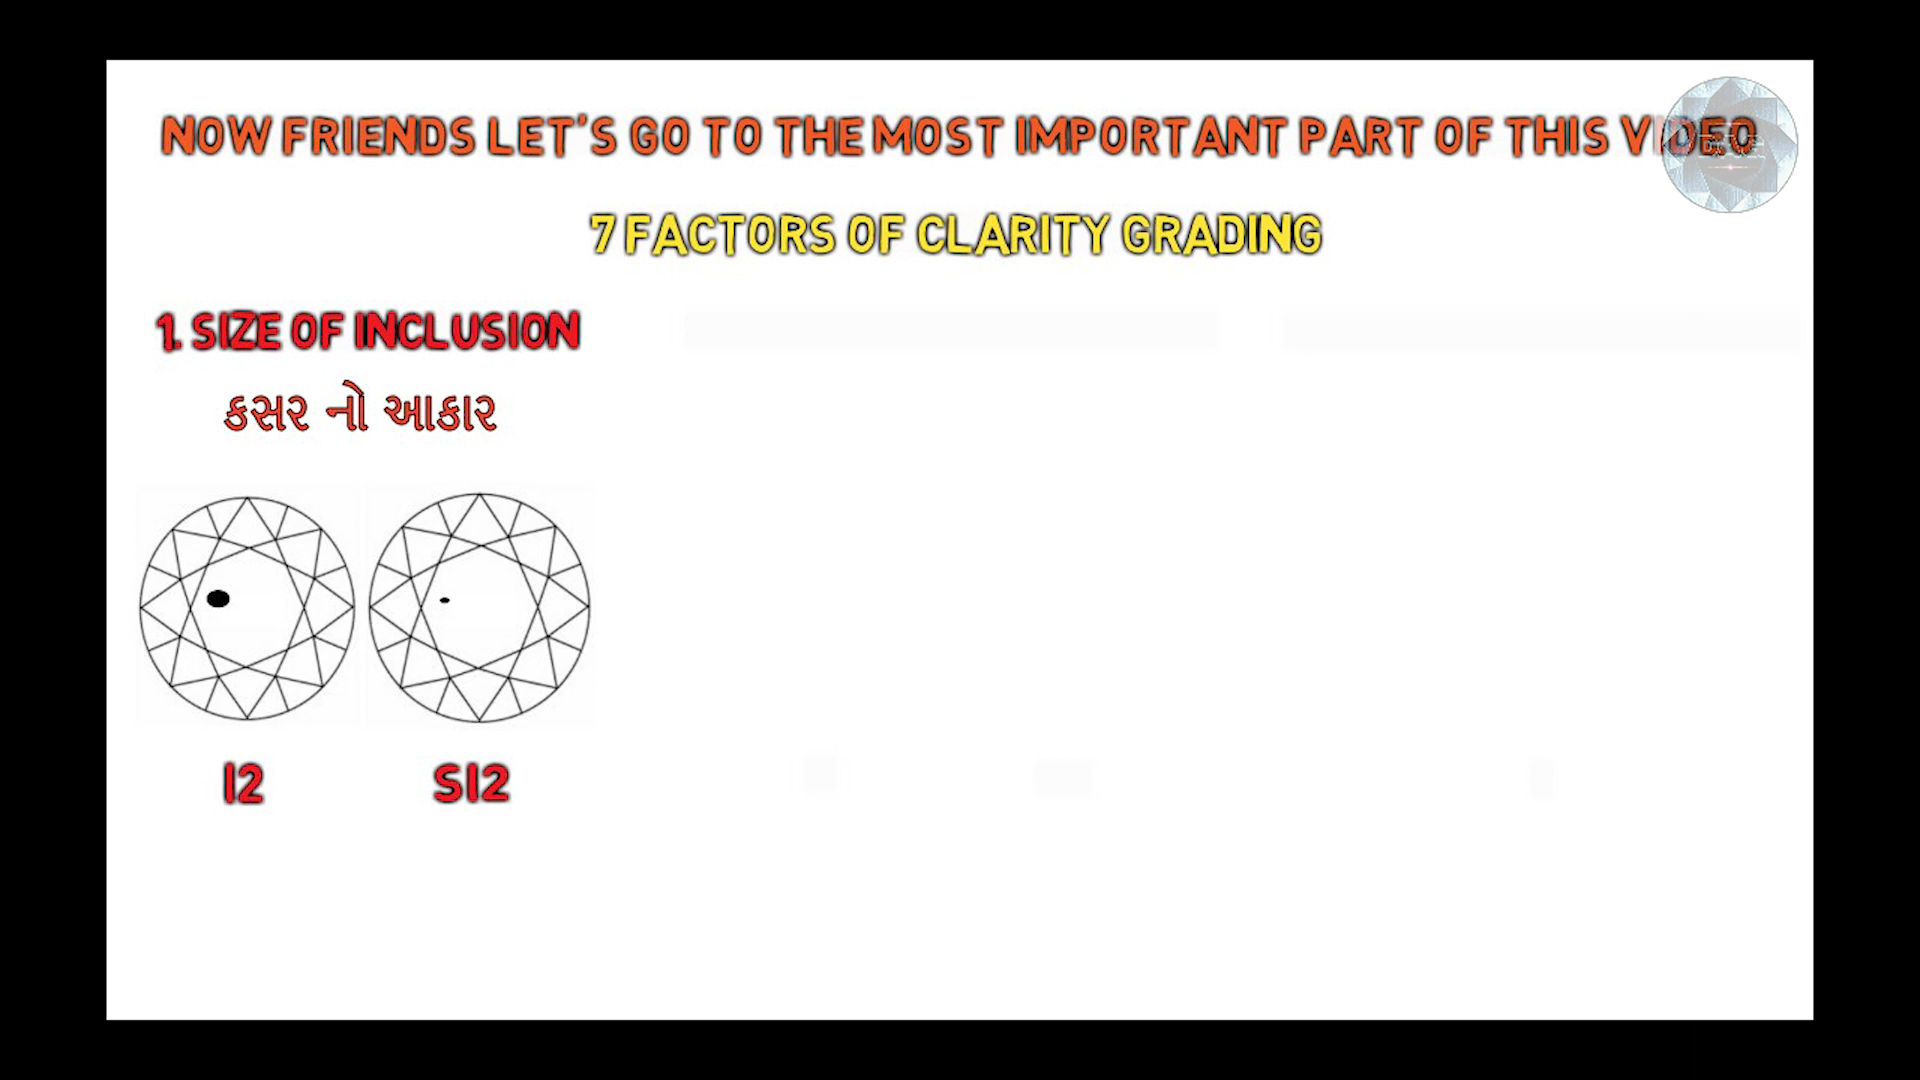 NOW FRIENDS LET'S GO TO THE MOST IMPORTANT PART OF THIS VIDEO
7 FACTORS OF CLARITY GRADING
1. SIZE OF INCLUSION
કસર નો આકાર
I2 SI2